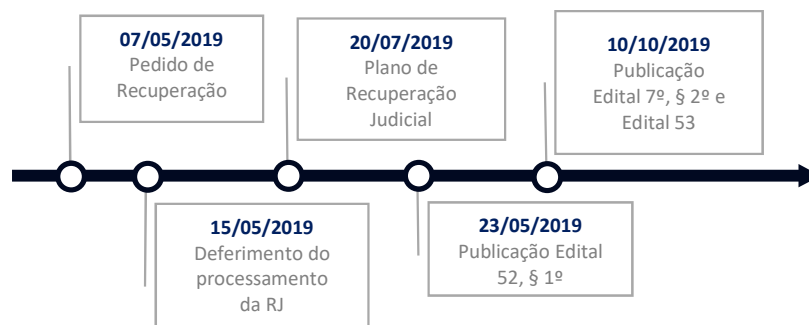 07/05/2019
Pedido de
Recuperação
20/07/2019
Plano de
Recuperação
Judicial
10/10/2019
Publicação
Edital 7º, § 2º e
Edital 53
15/05/2019
Deferimento do
processamento
da RJ
23/05/2019
Publicação Edital
52, § 1º